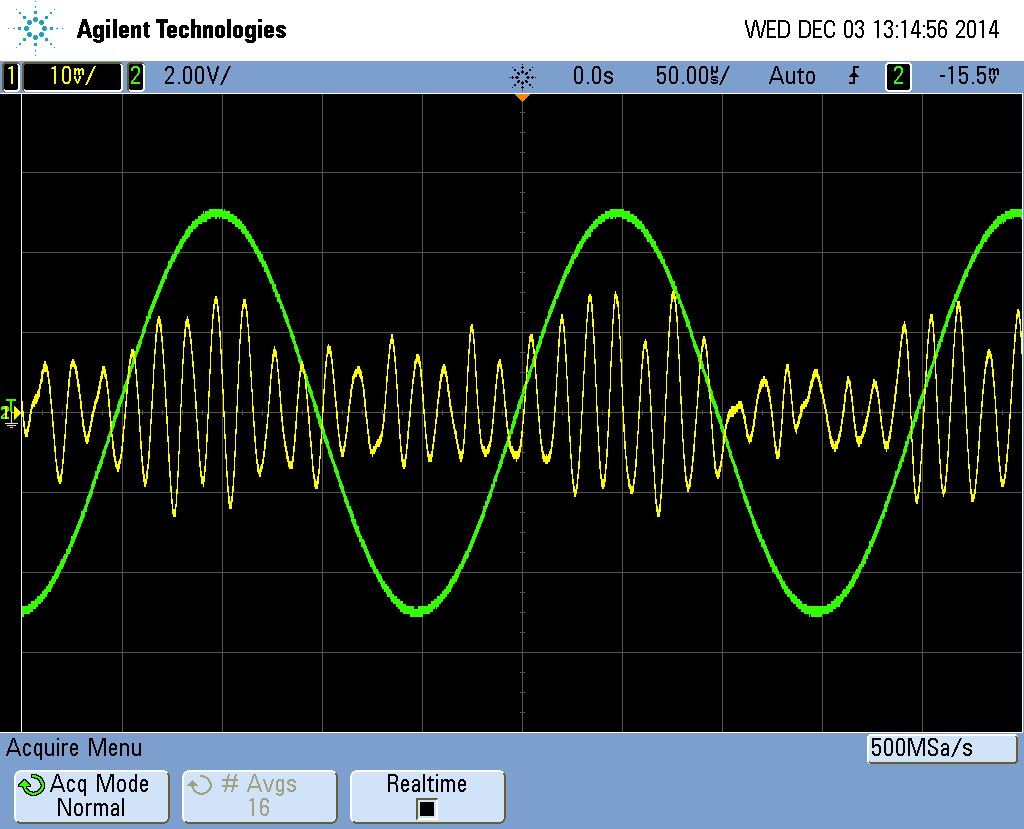 Agilent Technologies
WED DEC 03 13:14:56 2014
1 10mV/ 2 2.00V/ 0.0s 50.00µs/ Auto 2 -15.5mV
Acquire Menu
500MSa/s
Acq Mode
Normal
# Avgs
16
Realtime